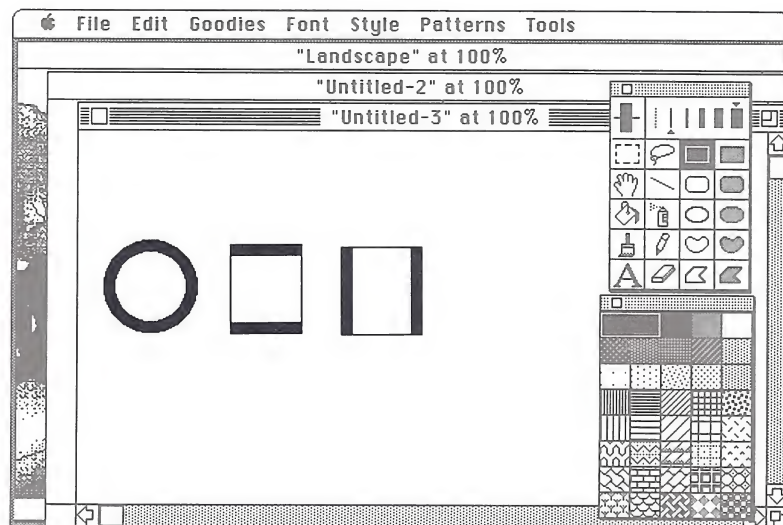 File Edit Goodies Font Style Patterns Tools
"Landscape" at 100%
"Untitled-2" at 100%
"Untitled-3" at 100%
A